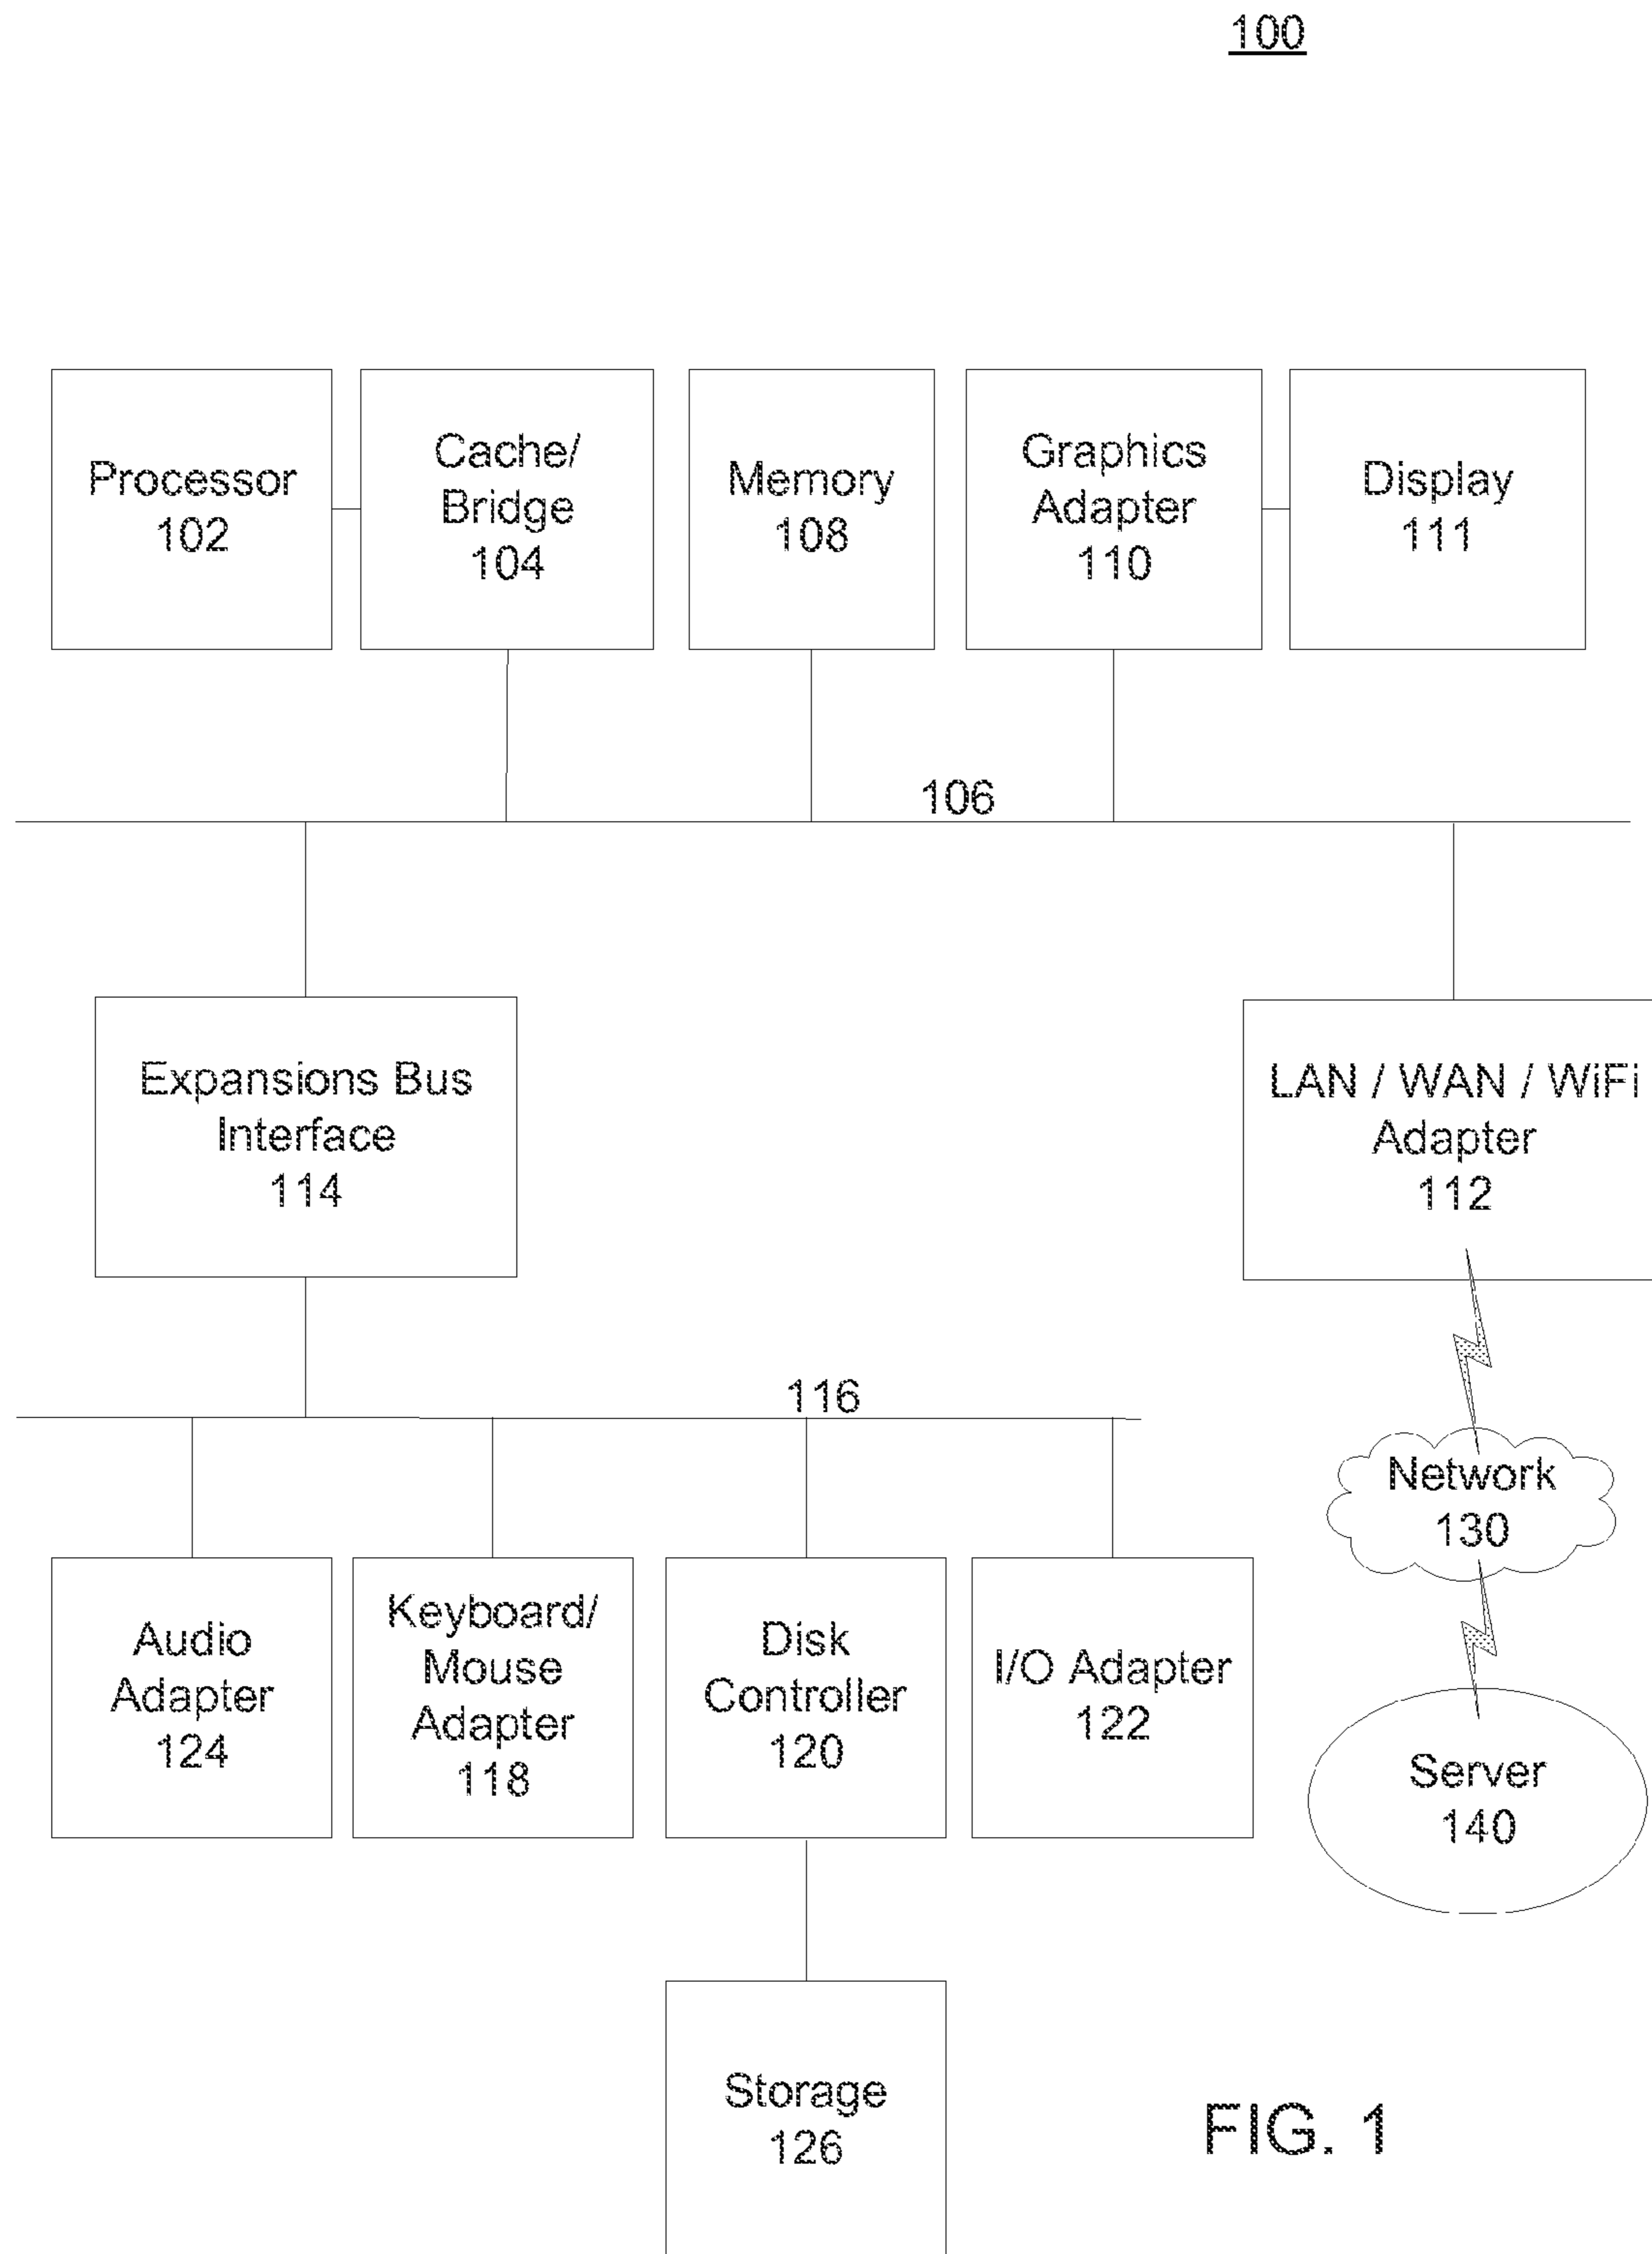 100
Processor
102
Cache/
Bridge
104
Memory
108
Graphics
Adapter
110
Display
111
106
Expansions Bus
Interface
114
LAN / WAN / WiFi
Adapter
112
116
Network
130
Audio
Adapter
124
Keyboard/
Mouse
Adapter
118
Disk
Controller
120
I/O Adapter
122
Server
140
Storage
126
FIG. 1